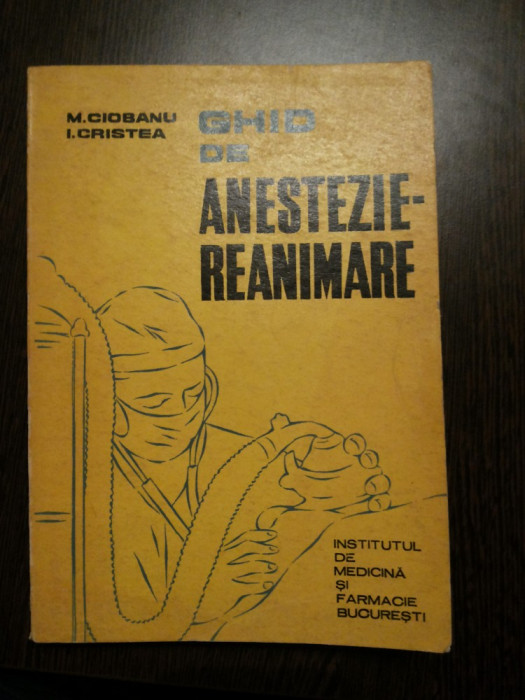 M.CIOBANU
I.CRISTEA
GHID
DE
ANESTEZIE-
REANIMARE
INSTITUTUL
DE
MEDICINĂ
ȘI
FARMACIE
BUCUREȘTI